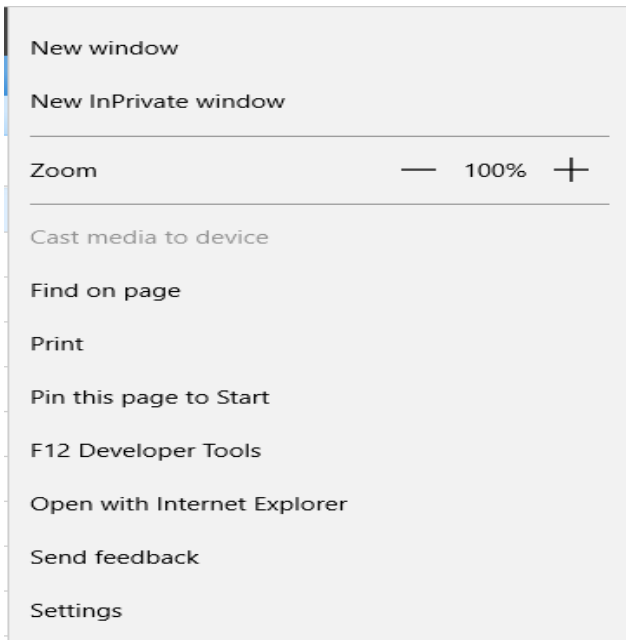 New window
New InPrivate window
Zoom — 100% +
Cast media to device
Find on page
Print
Pin this page to Start
F12 Developer Tools
Open with Internet Explorer
Send feedback
Settings